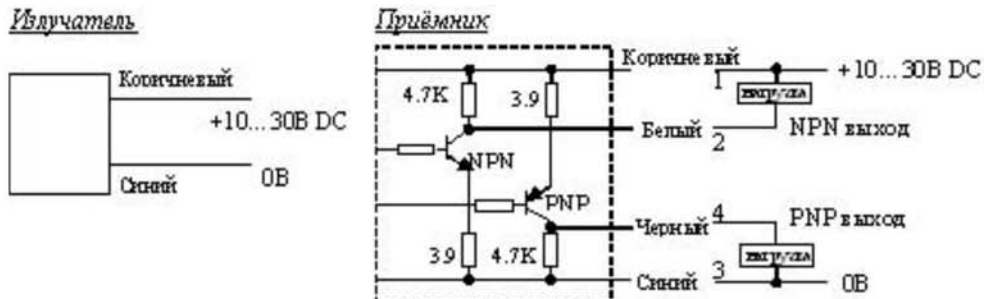 Излучатель
Коричневый
+10...30В DC
Синий
0В
Приёмник
4.7K
3.9
NPN
PNP
3.9
4.7K
Коричневый
1
нагрузка
+10...30В DC
Белый
2
NPN выход
Черный
4
PNP выход
нагрузка
Синий
3
0В